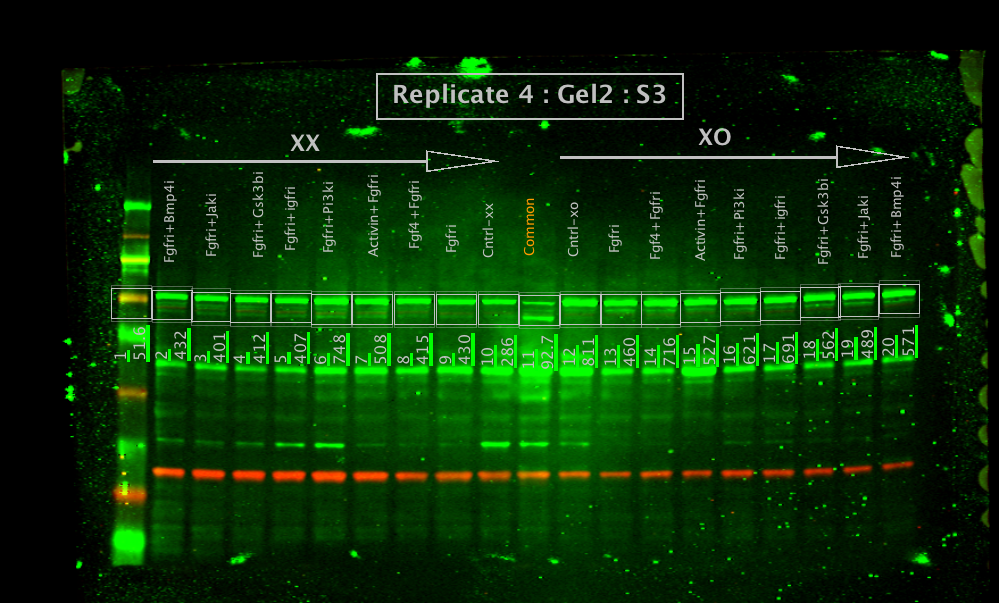 Replicate 4 : Gel2 : S3
XX
XO
Fgfri+Bmp4i
Fgfri+Jaki
Fgfri+Gsk3bi
Fgfri+igfri
FgfrI+Pi3ki
Activin+Fgfri
Fgf4+Fgfri
Fgfri
Cntrl-xx
Common
Cntrl-xo
Fgfri
Fgf4+Fgfri
Activin+Fgfri
Fgfri+Pi3ki
Fgfri+igfri
Fgfri+Gsk3bi
Fgfri+Jaki
Fgfri+Bmp4i
1
516
2
432
3
401
4
412
5
407
6
748
7
508
8
415
9
430
10
286
11
92.7
12
811
13
460
14
716
15
527
16
621
17
691
18
562
19
489
20
571